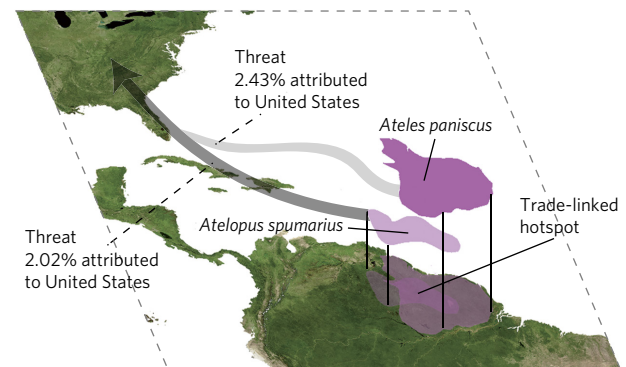 Threat
2.43% attributed
to United States
Ateles paniscus
Trade-linked
hotspot
Atelopus spumarius
Threat
2.02% attributed
to United States